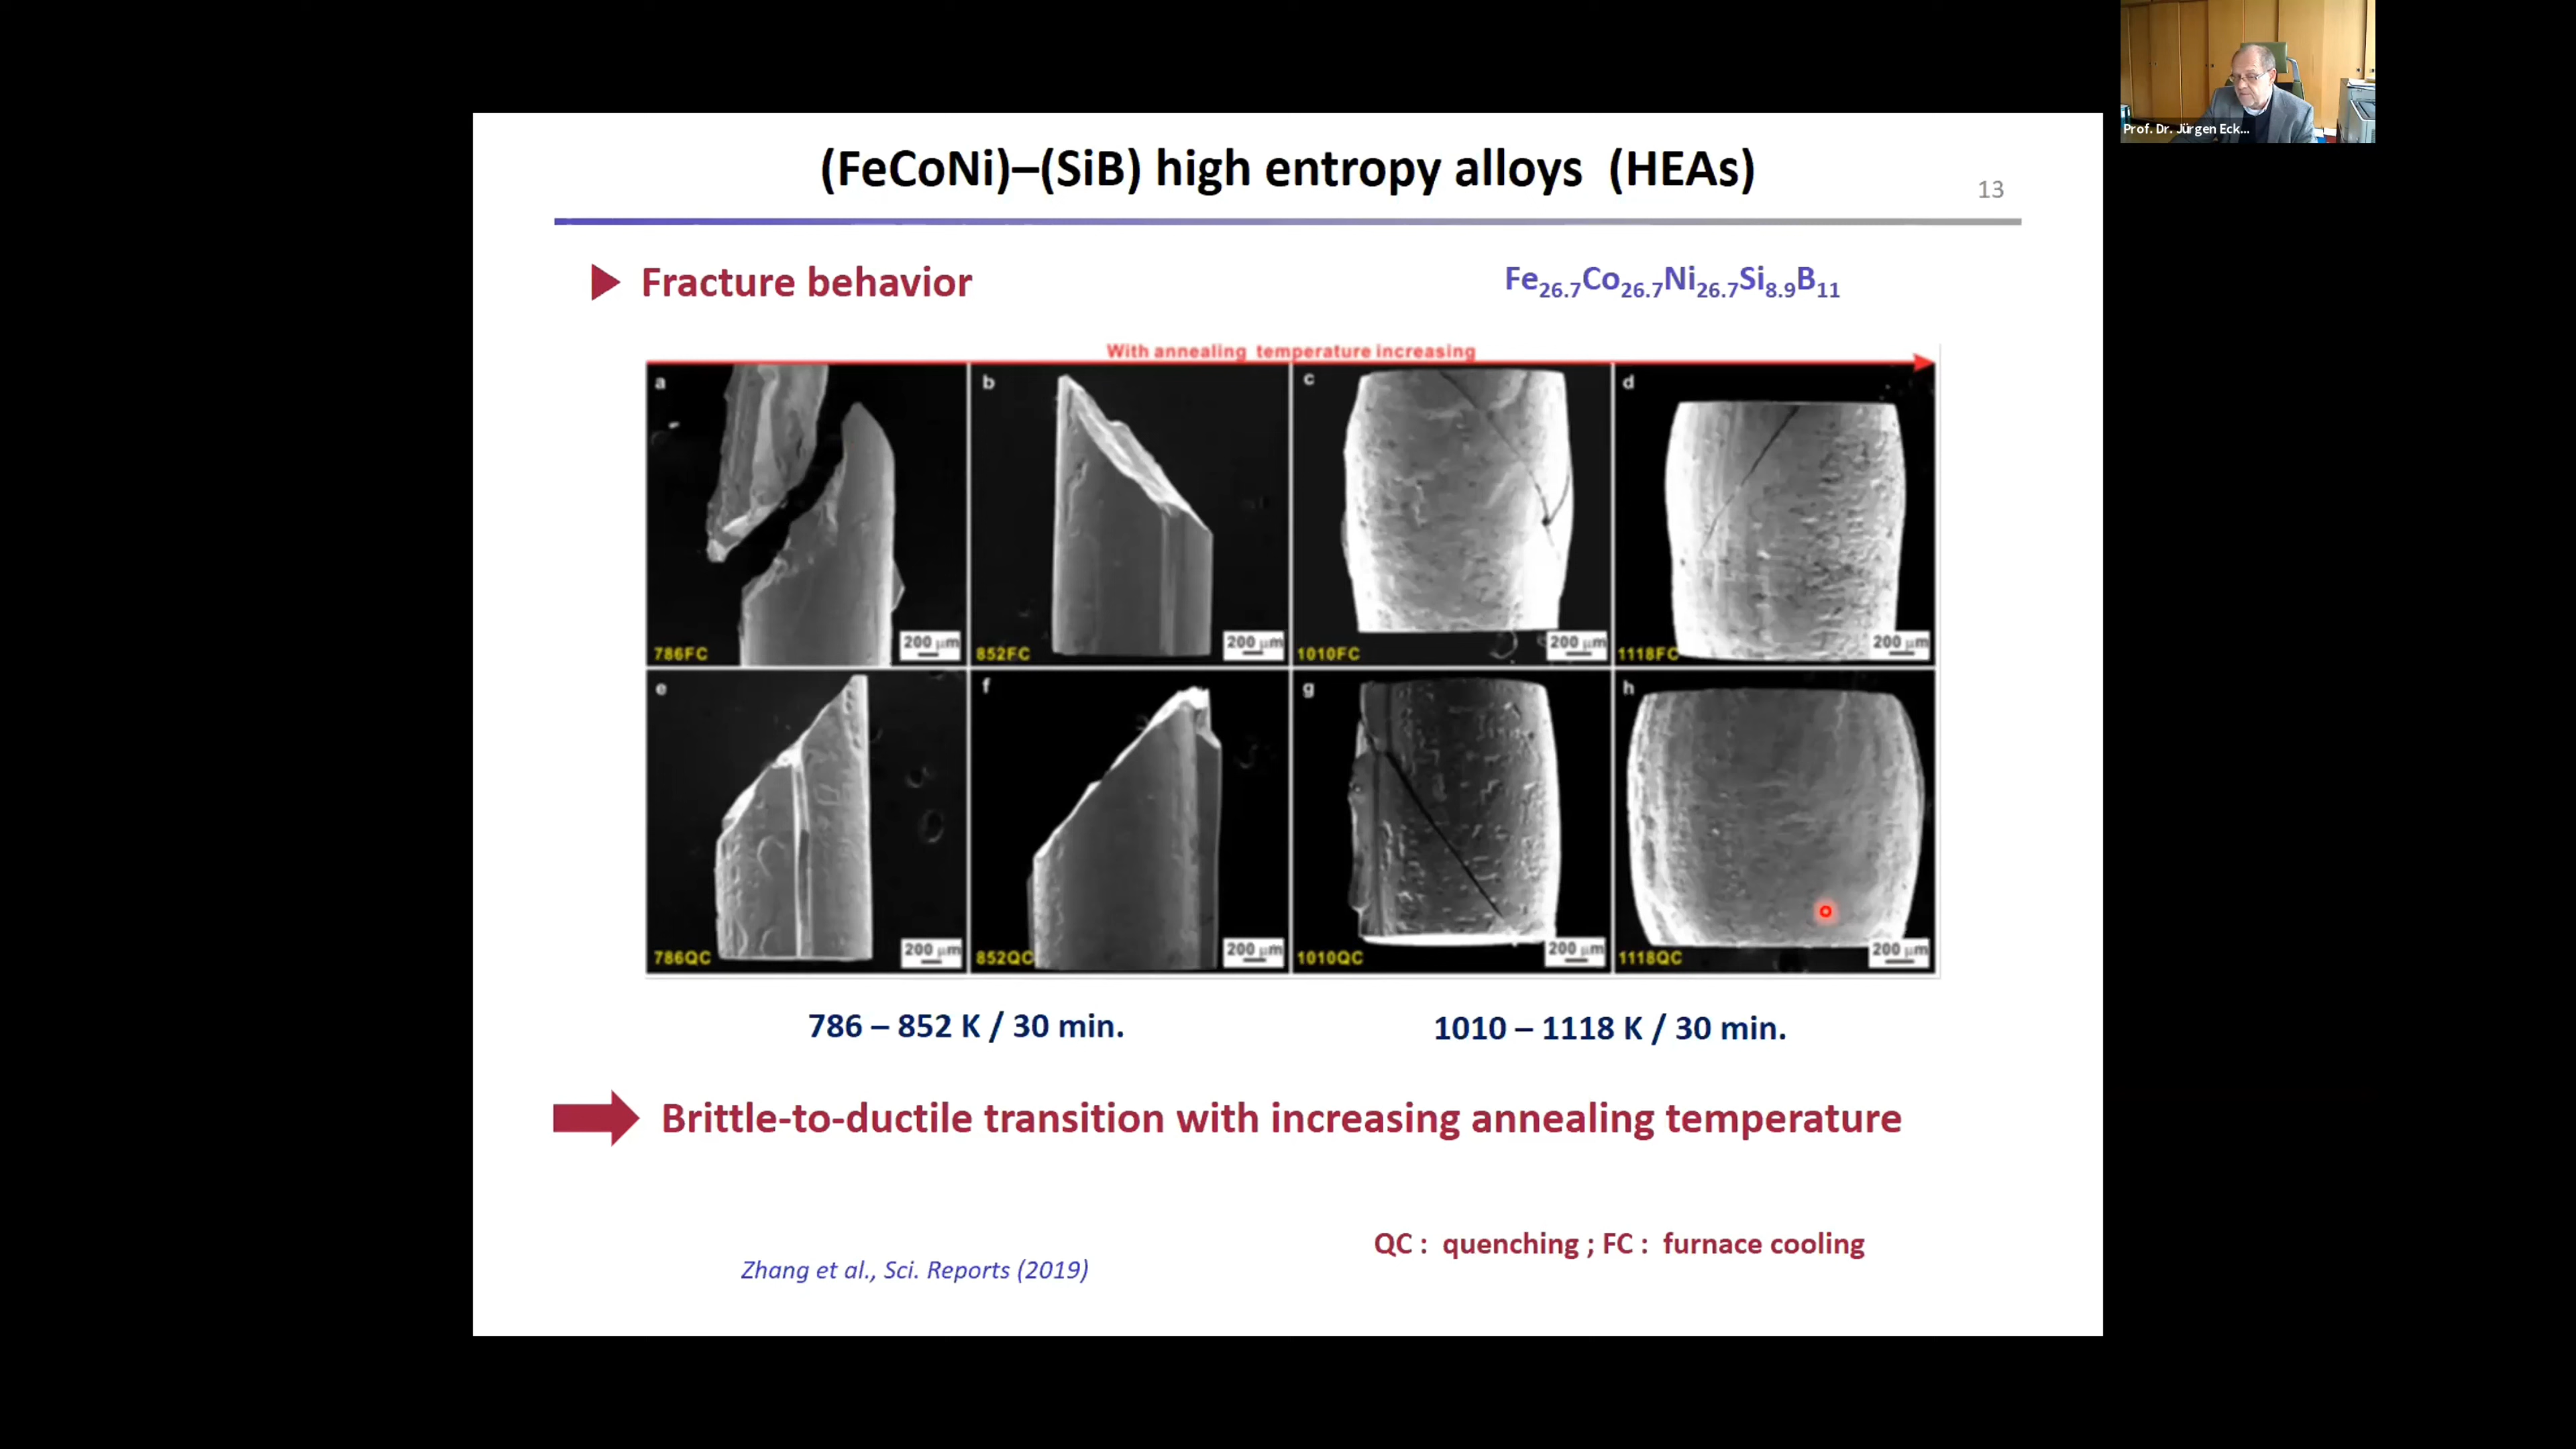 Prof. Dr. Jürgen Eck...
(FeCoNi)–(SiB) high entropy alloys (HEAs)
13
Fracture behavior
Fe26.7Co26.7Ni26.7Si8.9B11
With annealing temperature increasing
a
b
c
d
786FC
200 μm
852FC
200 μm
1010FC
200 μm
1118FC
200 μm
e
f
g
h
786QC
200 μm
852QC
200 μm
1010QC
200 μm
1118QC
200 μm
786 – 852 K / 30 min.
1010 – 1118 K / 30 min.
Brittle-to-ductile transition with increasing annealing temperature
QC : quenching ; FC : furnace cooling
Zhang et al., Sci. Reports (2019)